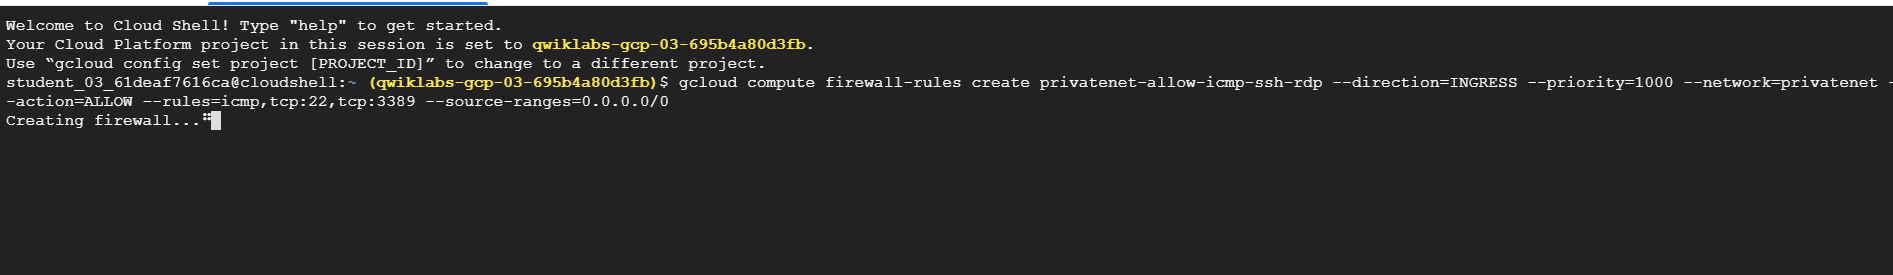 Welcome to Cloud Shell! Type "help" to get started.
Your Cloud Platform project in this session is set to qwiklabs-gcp-03-695b4a80d3fb.
Use “gcloud config set project [PROJECT_ID]” to change to a different project.
student_03_61deaf7616ca@cloudshell:~ (qwiklabs-gcp-03-695b4a80d3fb)$ gcloud compute firewall-rules create privatenet-allow-icmp-ssh-rdp --direction=INGRESS --priority=1000 --network=privatenet -
-action=ALLOW --rules=icmp,tcp:22,tcp:3389 --source-ranges=0.0.0.0/0
Creating firewall...⠛